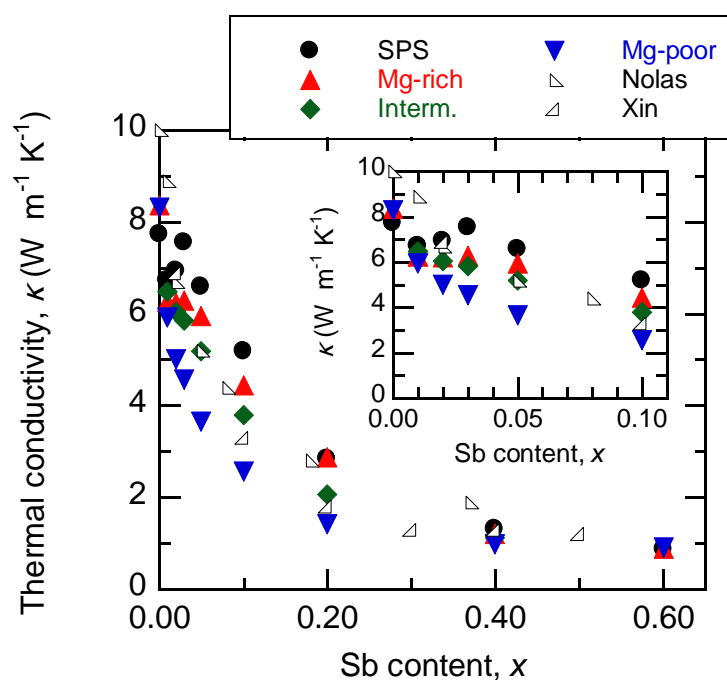 SPS
Mg-rich
Interm.
Mg-poor
Nolas
Xin
Thermal conductivity, κ (W m⁻¹ K⁻¹)
10
8
6
4
2
0
0.00 0.20 0.40 0.60
Sb content, x
κ (W m⁻¹ K⁻¹)
10
8
6
4
2
0
0.00 0.05 0.10
Sb content, x